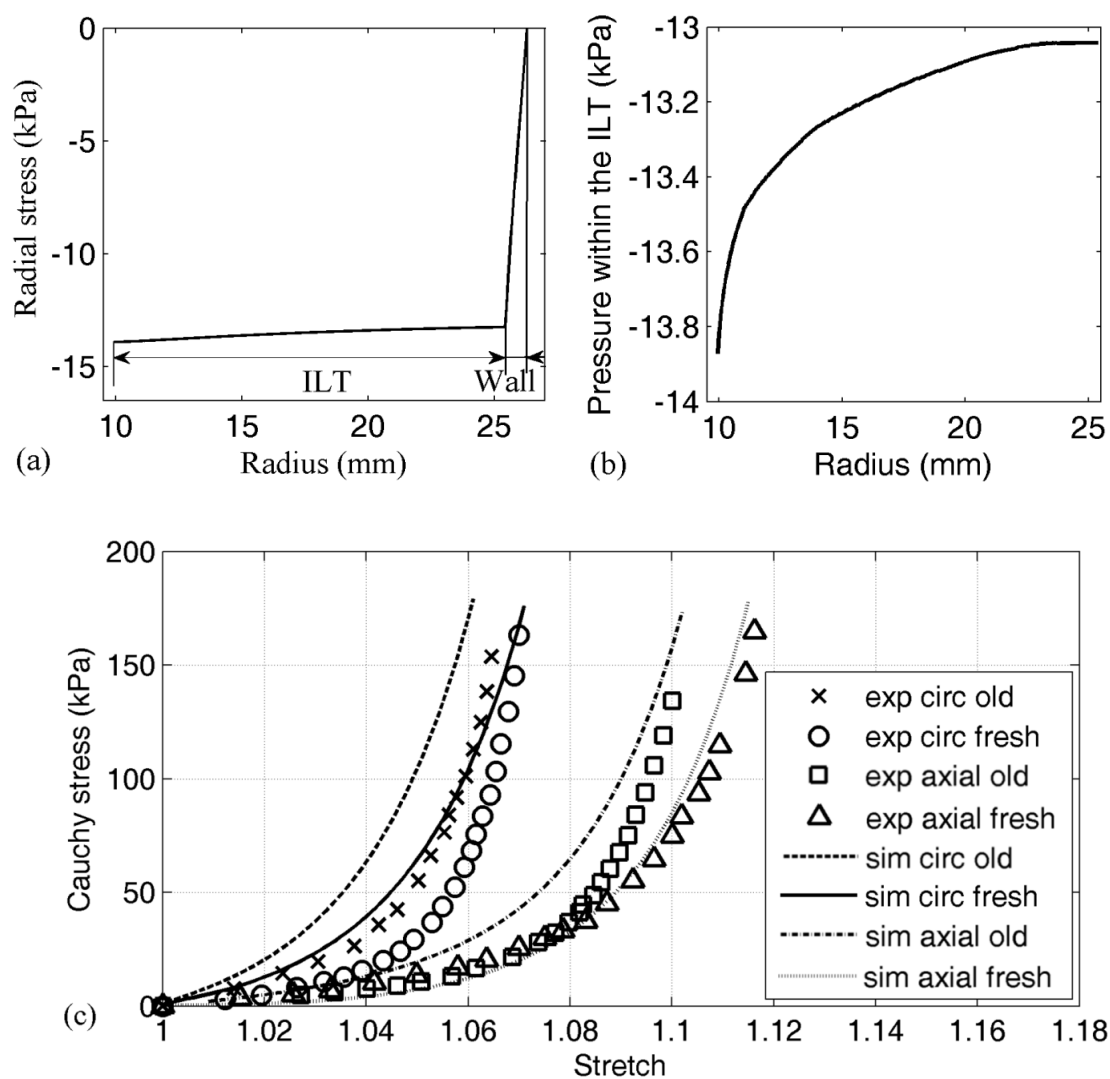 0
-5
-10
-15
Radial stress (kPa)
ILT
Wall
10 15 20 25
Radius (mm)
(a)
-13
-13.2
-13.4
-13.6
-13.8
-14
Pressure within the ILT (kPa)
10 15 20 25
Radius (mm)
(b)
200
150
100
50
0
Cauchy stress (kPa)
exp circ old
exp circ fresh
exp axial old
exp axial fresh
sim circ old
sim circ fresh
sim axial old
sim axial fresh
(c)
1 1.02 1.04 1.06 1.08 1.1 1.12 1.14 1.16 1.18
Stretch